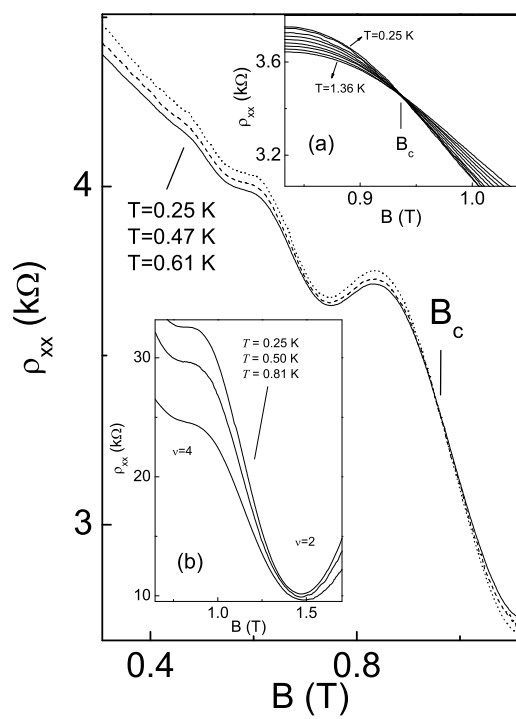 T=0.25 K
T=1.36 K
3.6
3.2
ρxx (kΩ)
(a)
Bc
0.9
1.0
B (T)
4
3
ρxx (kΩ)
T=0.25 K
T=0.47 K
T=0.61 K
Bc
30
20
10
ρxx (kΩ)
T = 0.25 K
T = 0.50 K
T = 0.81 K
ν=4
ν=2
(b)
1.0
1.5
B (T)
0.4
0.8
B (T)